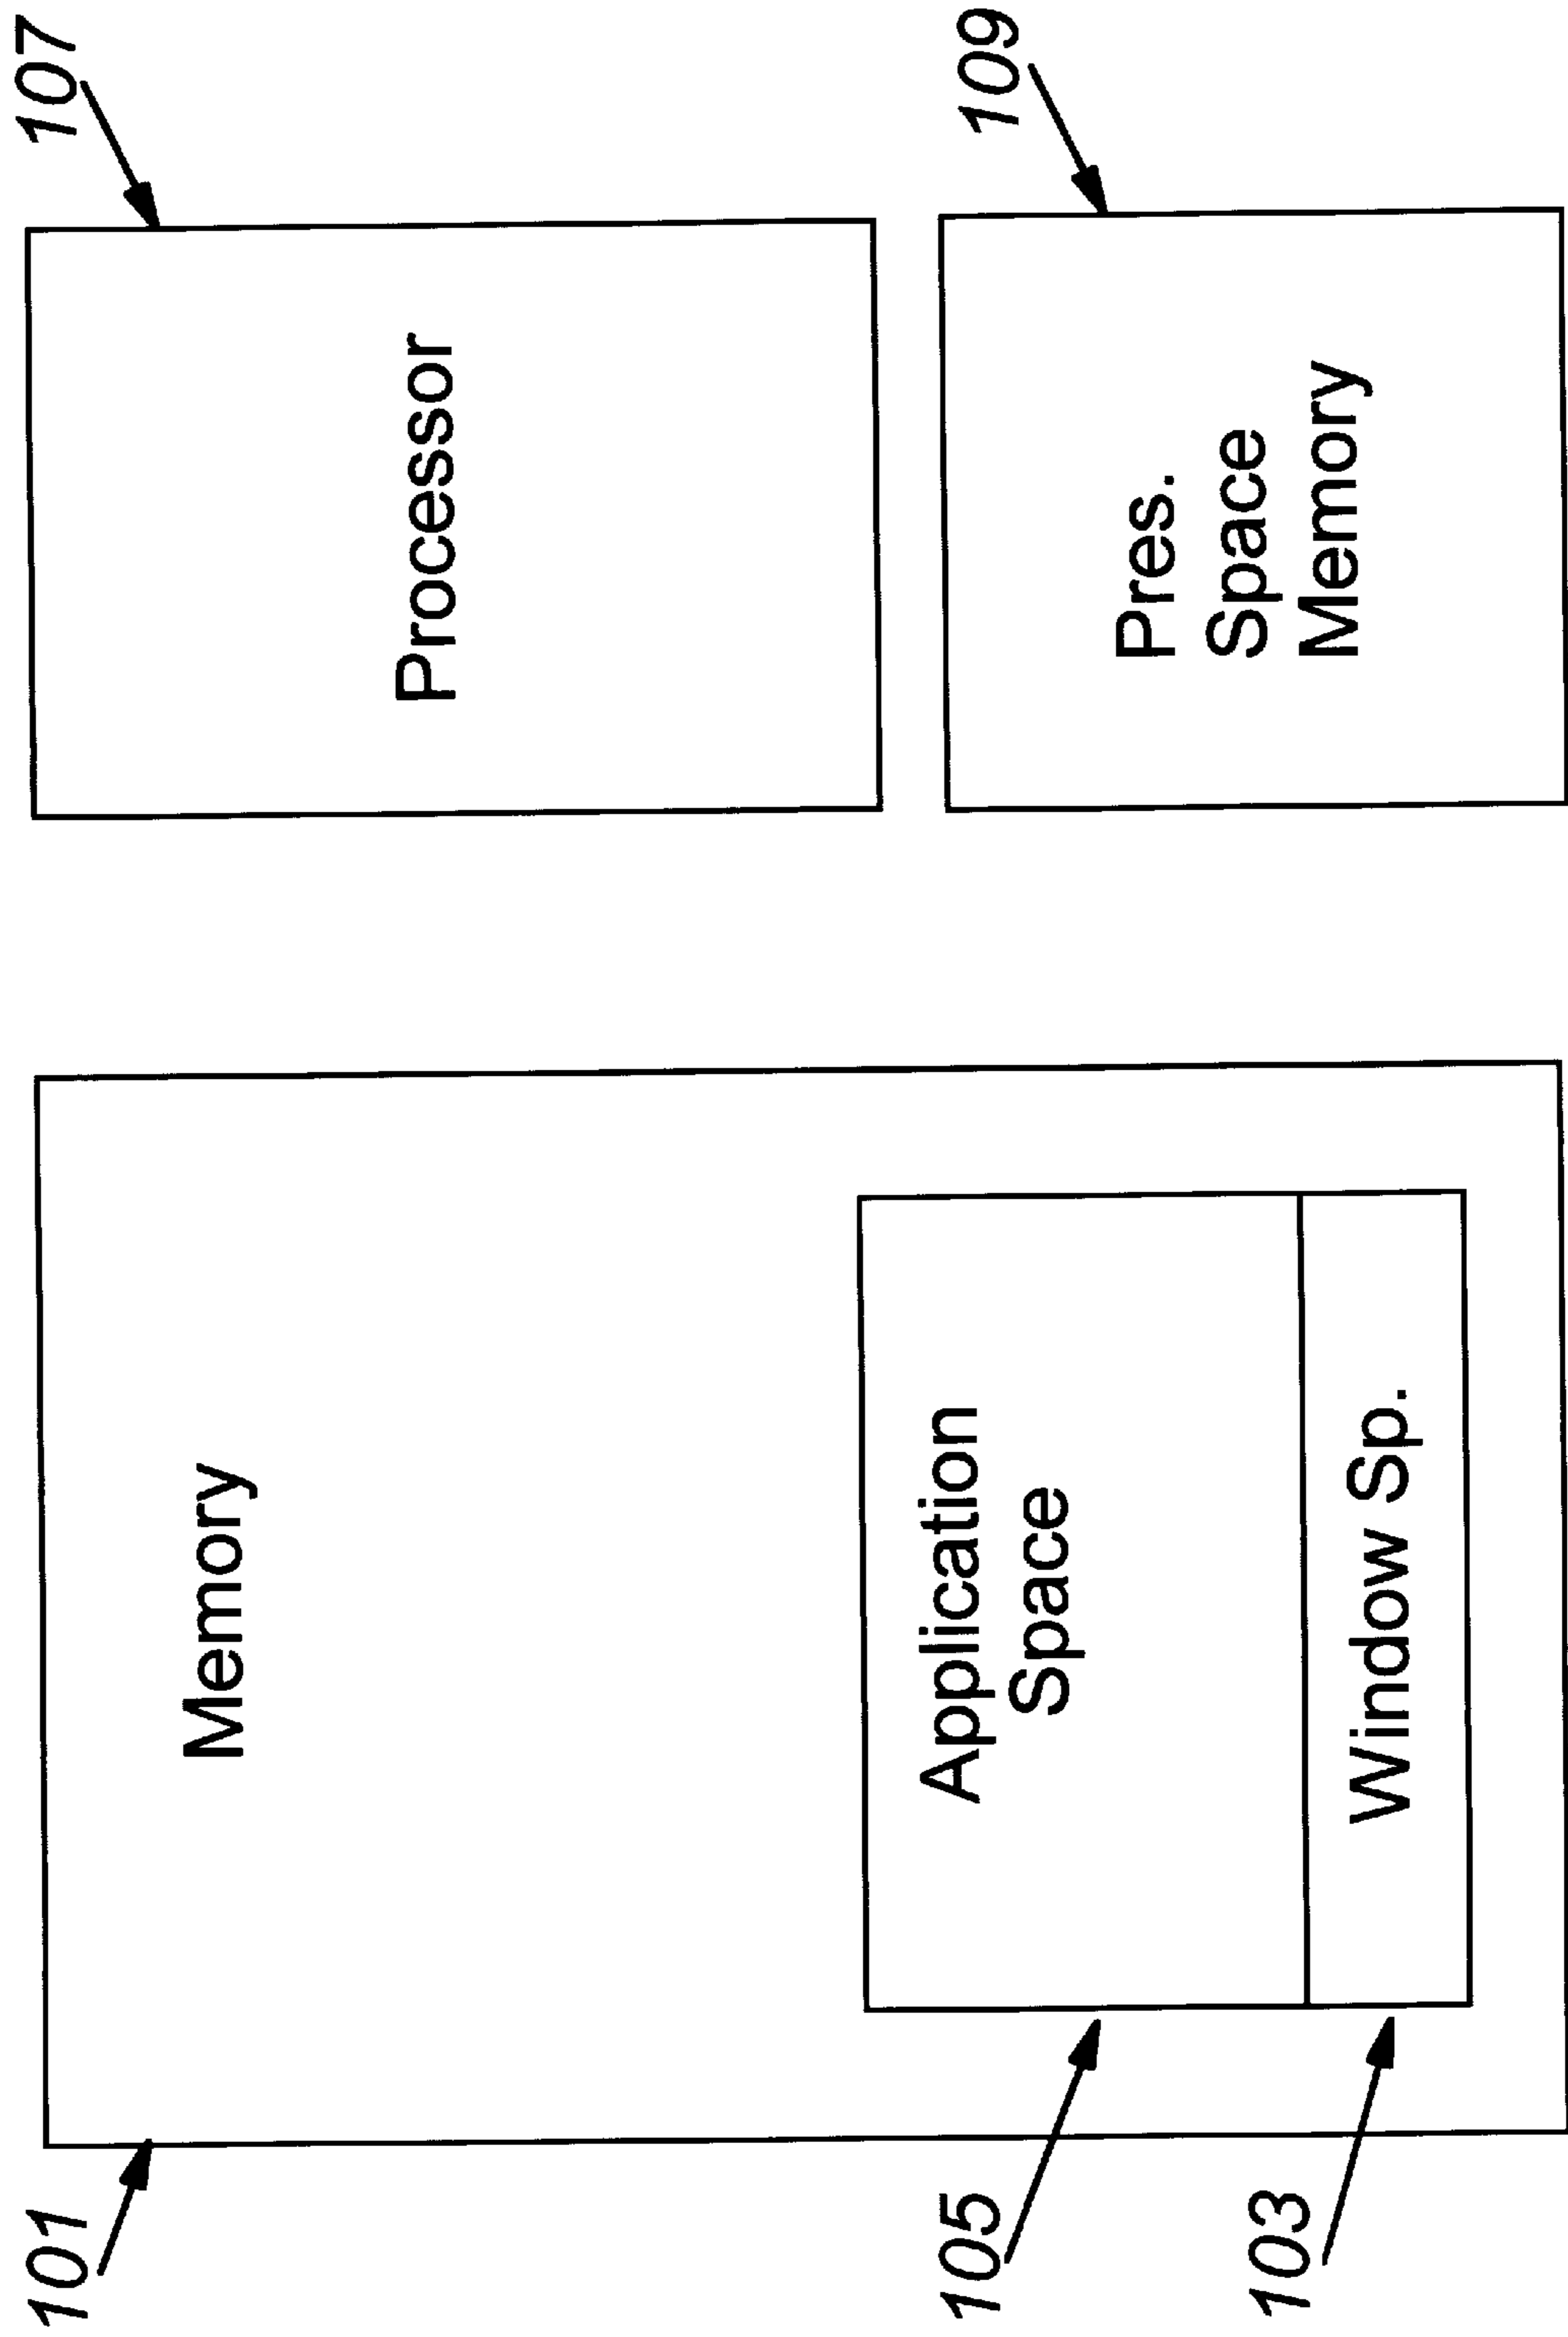 101
Memory
105
Application
Space
103
Window Sp.
107
Processor
109
Pres.
Space
Memory